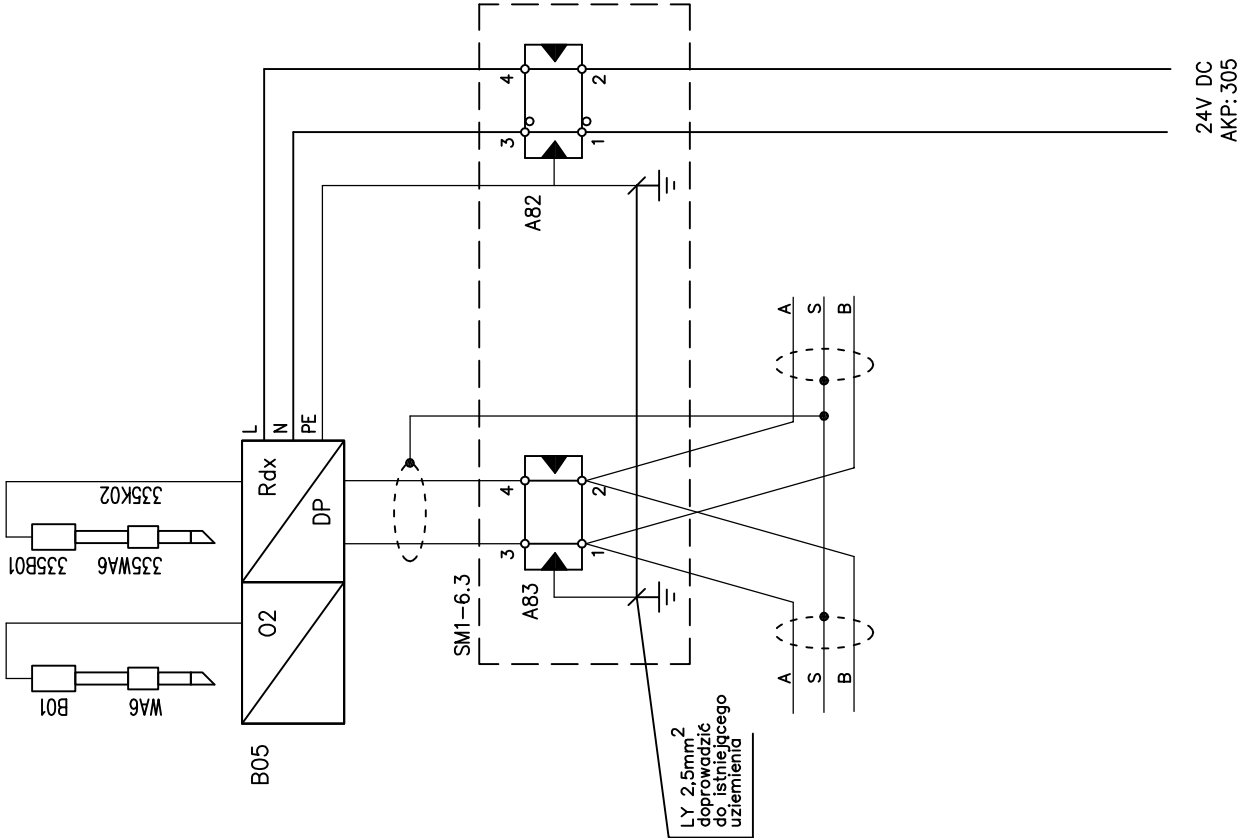 335K02
335B01
335WA6
B01
WA6
B05
Rdx
DP
O2
L
N
PE
SM1-6.3
A82
4
3
2
1
A83
4
3
2
1
A
S
B
A
S
B
LY 2,5mm²
doprowadzić
do istniejącego
uziemienia
24V DC
AKP:305